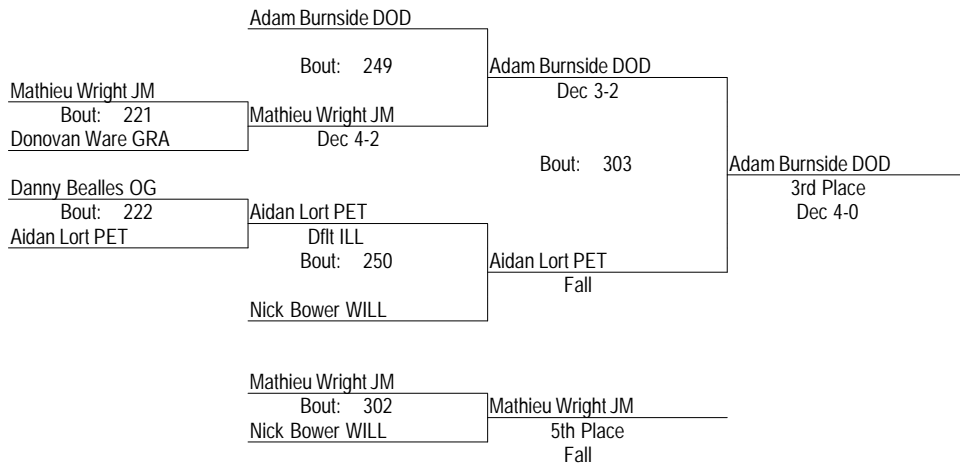 Adam Burnside DOD
Bout: 249
Adam Burnside DOD
Dec 3-2
Mathieu Wright JM
Bout: 221
Mathieu Wright JM
Donovan Ware GRA
Dec 4-2
Bout: 303
Adam Burnside DOD
3rd Place
Dec 4-0
Danny Bealles OG
Bout: 222
Aidan Lort PET
Aidan Lort PET
Dflt ILL
Bout: 250
Aidan Lort PET
Fall
Nick Bower WILL
Mathieu Wright JM
Bout: 302
Mathieu Wright JM
Nick Bower WILL
5th Place
Fall